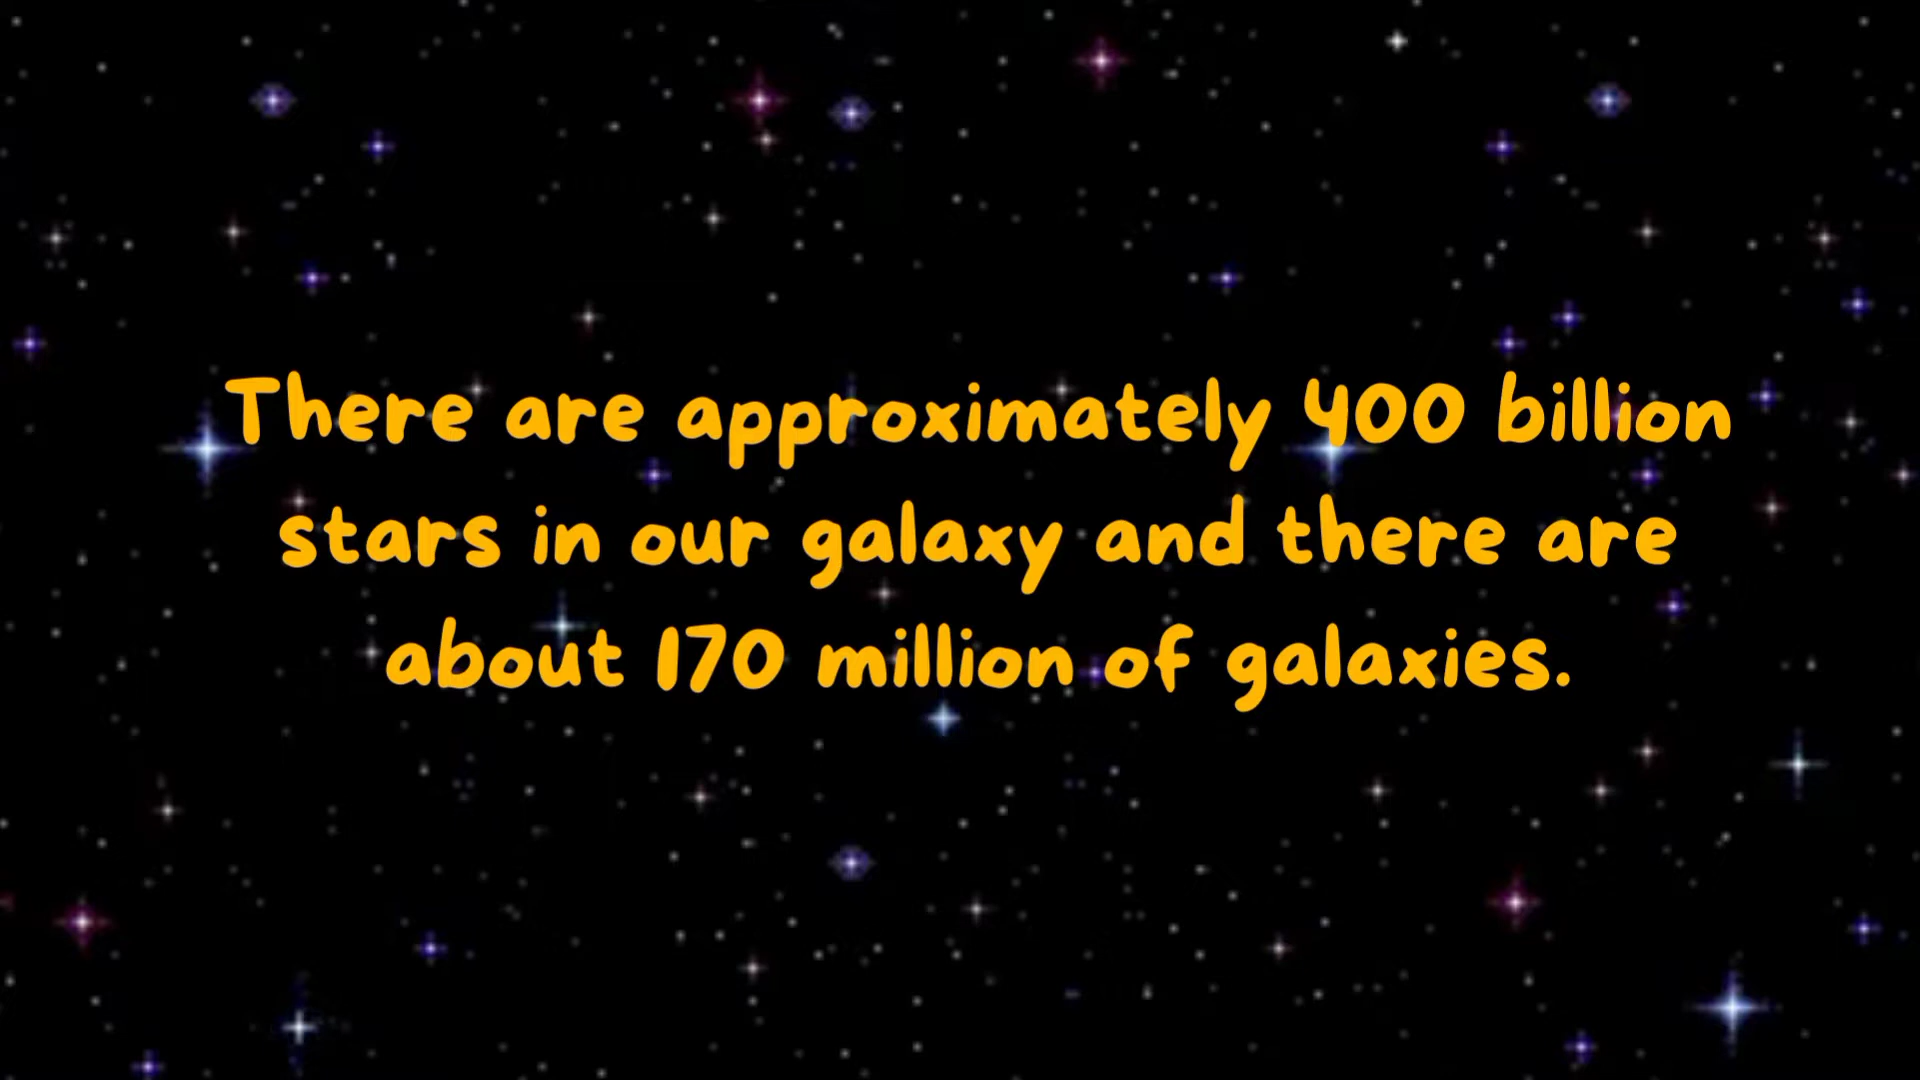 There are approximately 400 billion
stars in our galaxy and there are
about 170 million of galaxies.